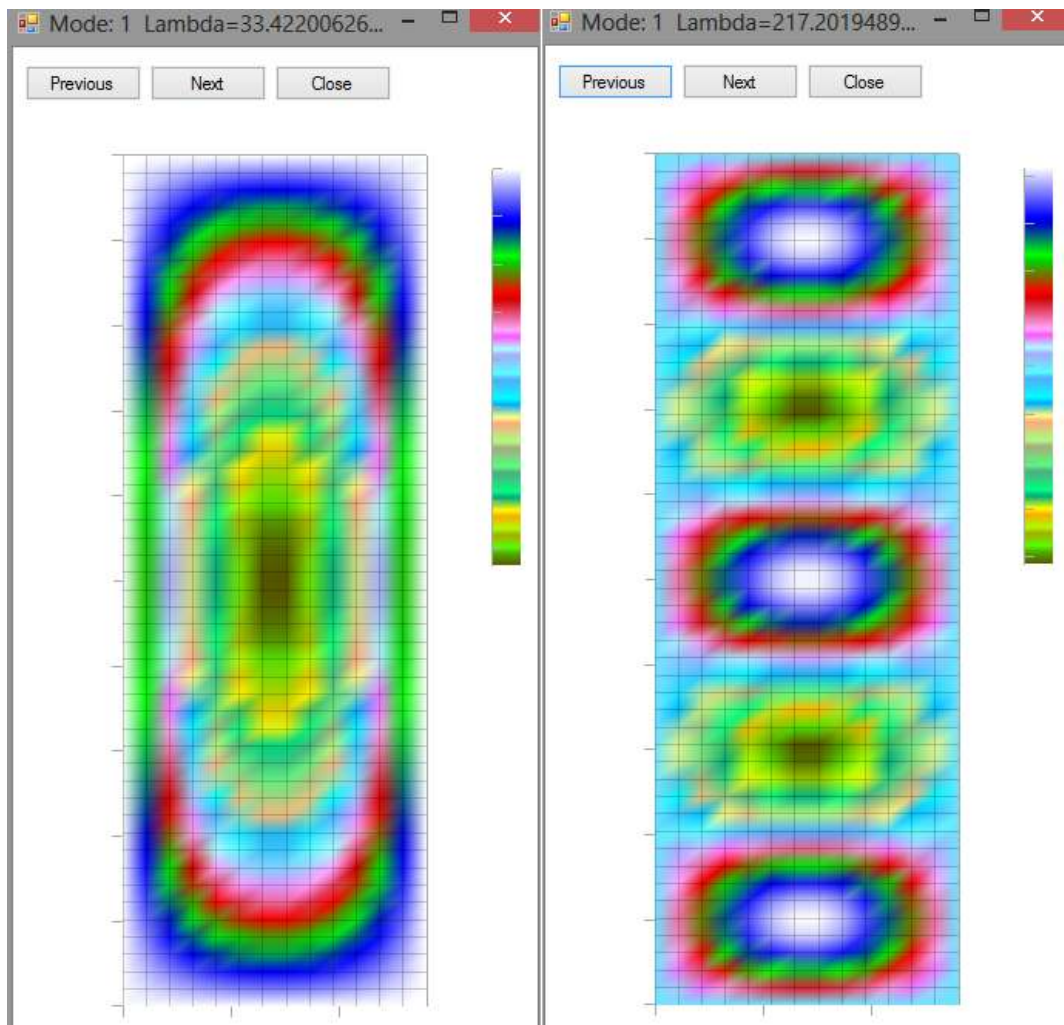 Mode: 1 Lambda=33.42200626...
Previous Next Close
Mode: 1 Lambda=217.2019489...
Previous Next Close